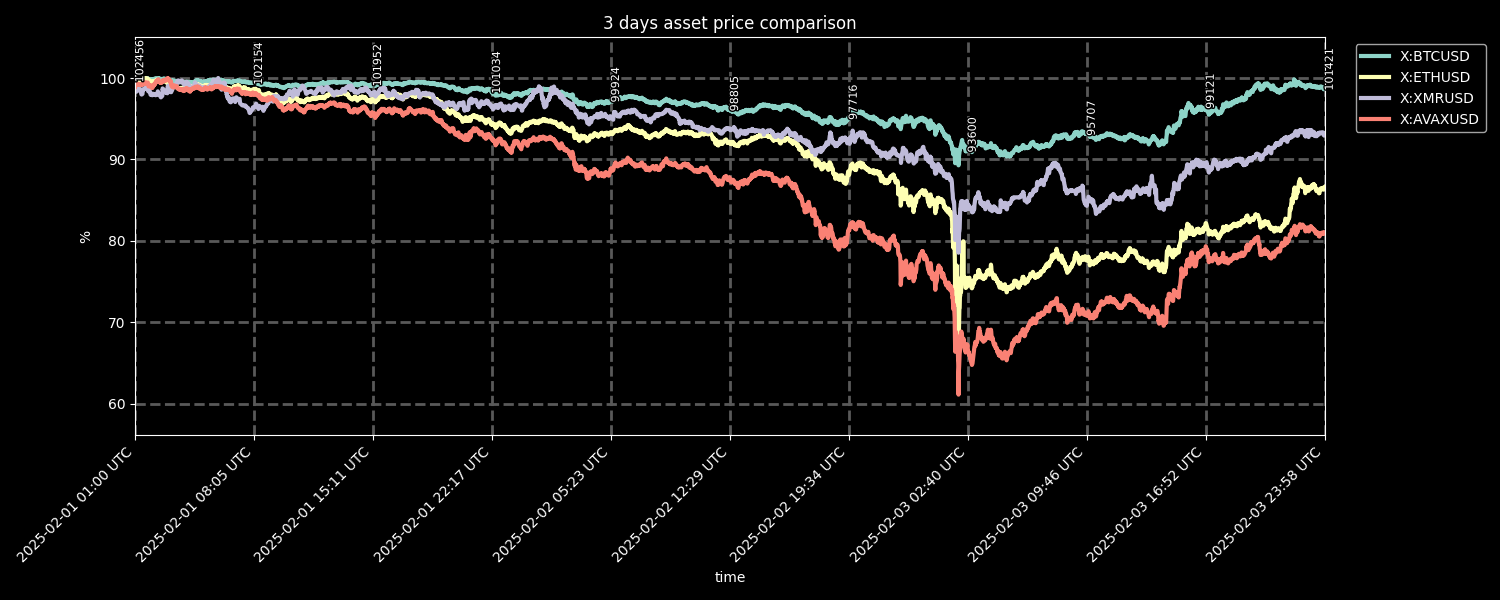 3 days asset price comparison
X:BTCUSD
X:ETHUSD
X:XMRUSD
X:AVAXUSD
102456
102154
101952
101034
99924
98805
97716
93600
95707
99121
101421
100
90
80
70
60
%
2025-02-01 01:00 UTC
2025-02-01 08:05 UTC
2025-02-01 15:11 UTC
2025-02-01 22:17 UTC
2025-02-02 05:23 UTC
2025-02-02 12:29 UTC
2025-02-02 19:34 UTC
2025-02-03 02:40 UTC
2025-02-03 09:46 UTC
2025-02-03 16:52 UTC
2025-02-03 23:58 UTC
time